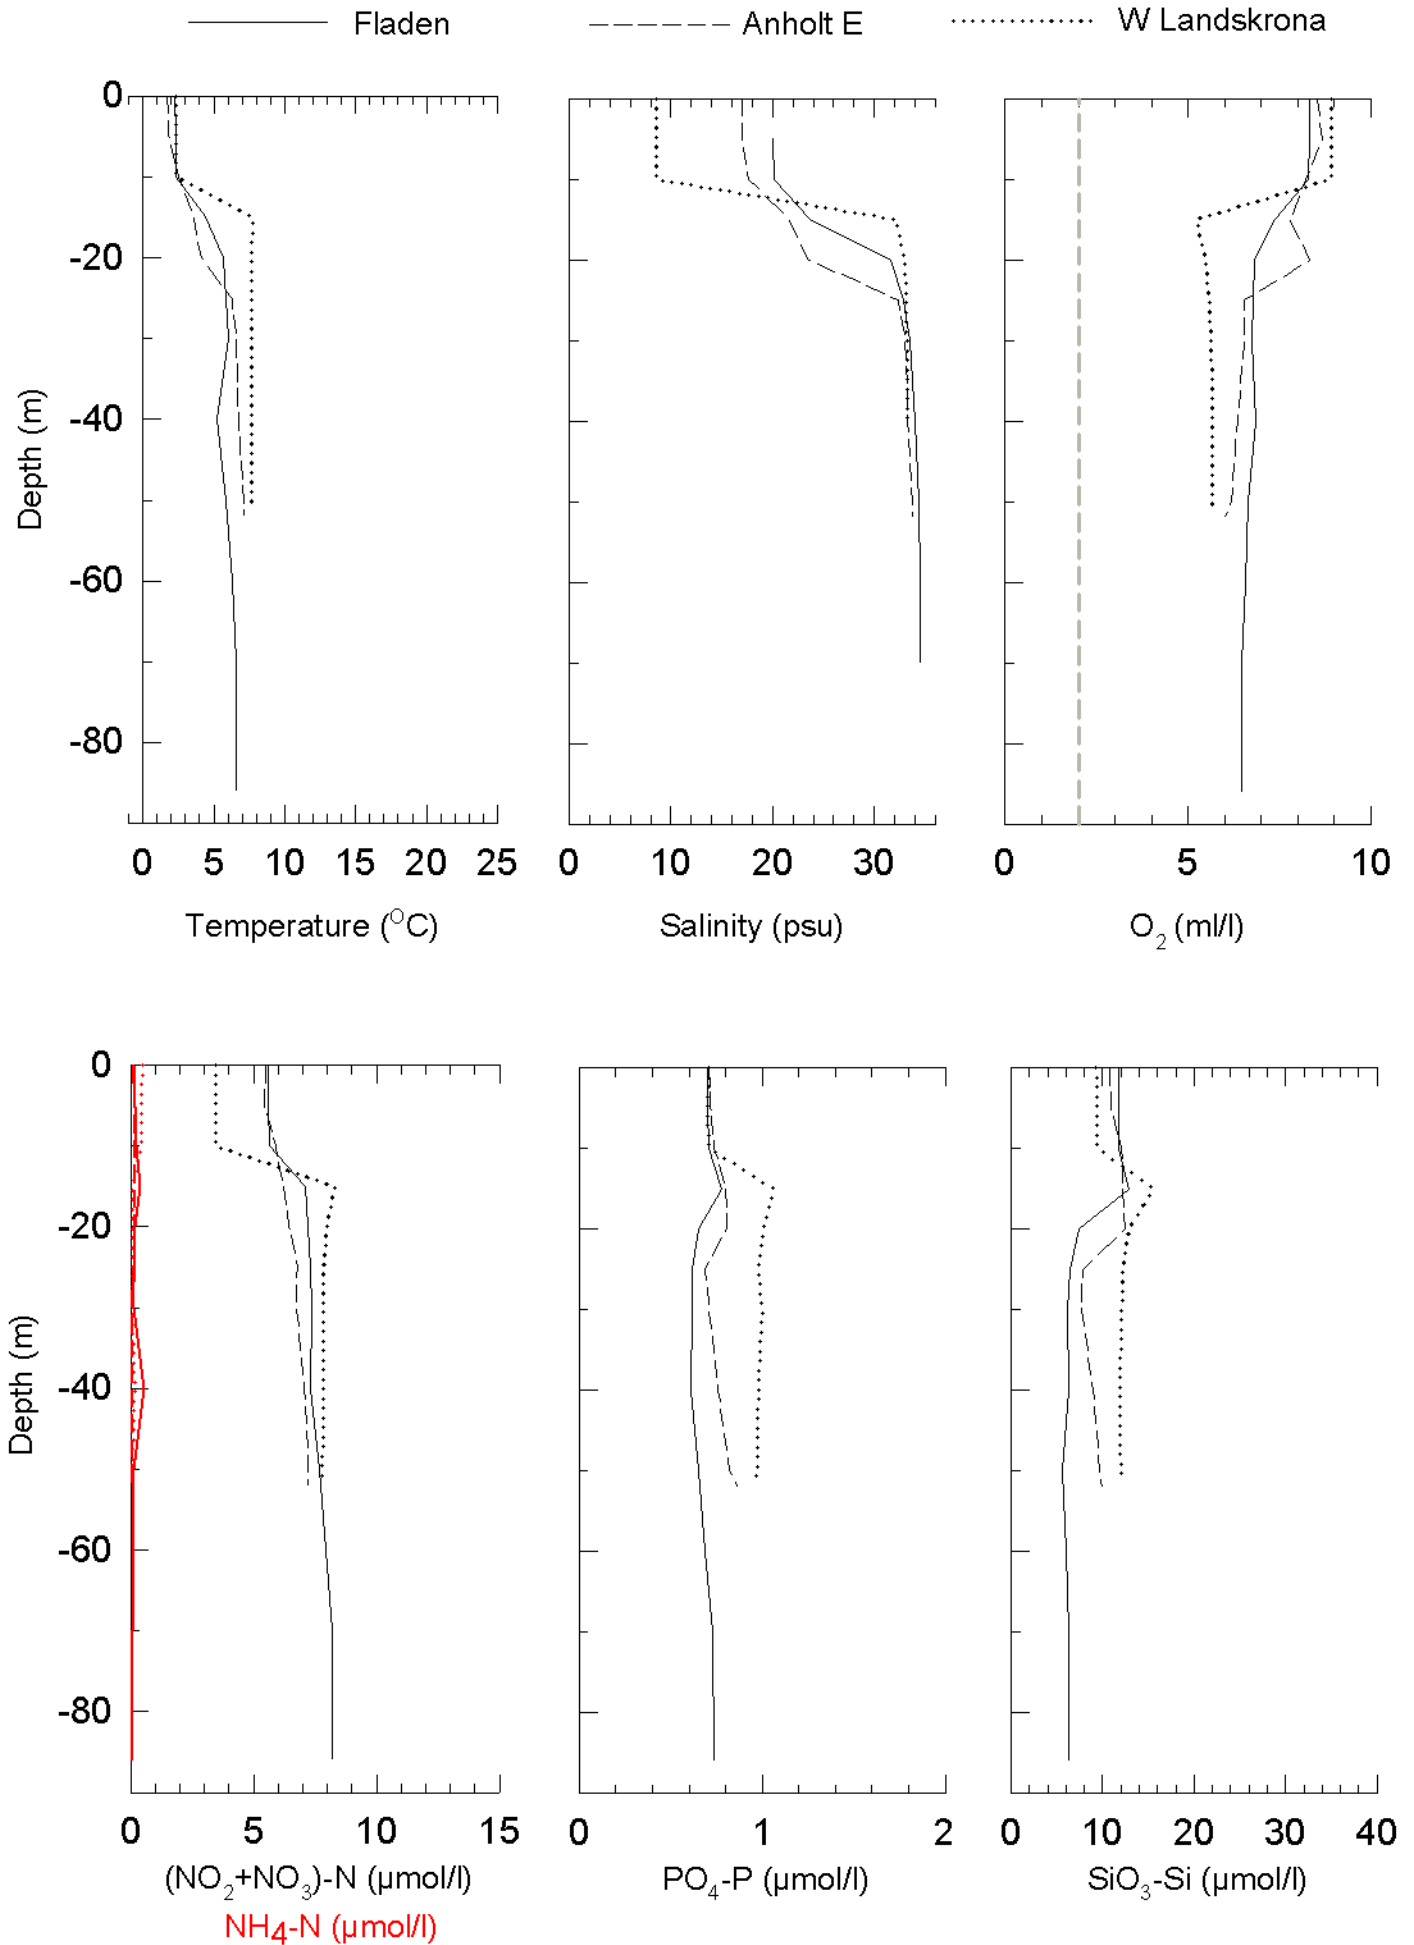 Fladen Anholt E W Landskrona
0
-20
-40
-60
-80
Depth (m)
0 5 10 15 20 25
0 10 20 30
0 5 10
Temperature (°C)
Salinity (psu)
O2 (ml/l)
0
-20
-40
-60
-80
Depth (m)
0 5 10 15
0 1 2
0 10 20 30 40
(NO2+NO3)-N (µmol/l)
PO4-P (µmol/l)
SiO3-Si (µmol/l)
NH4-N (µmol/l)